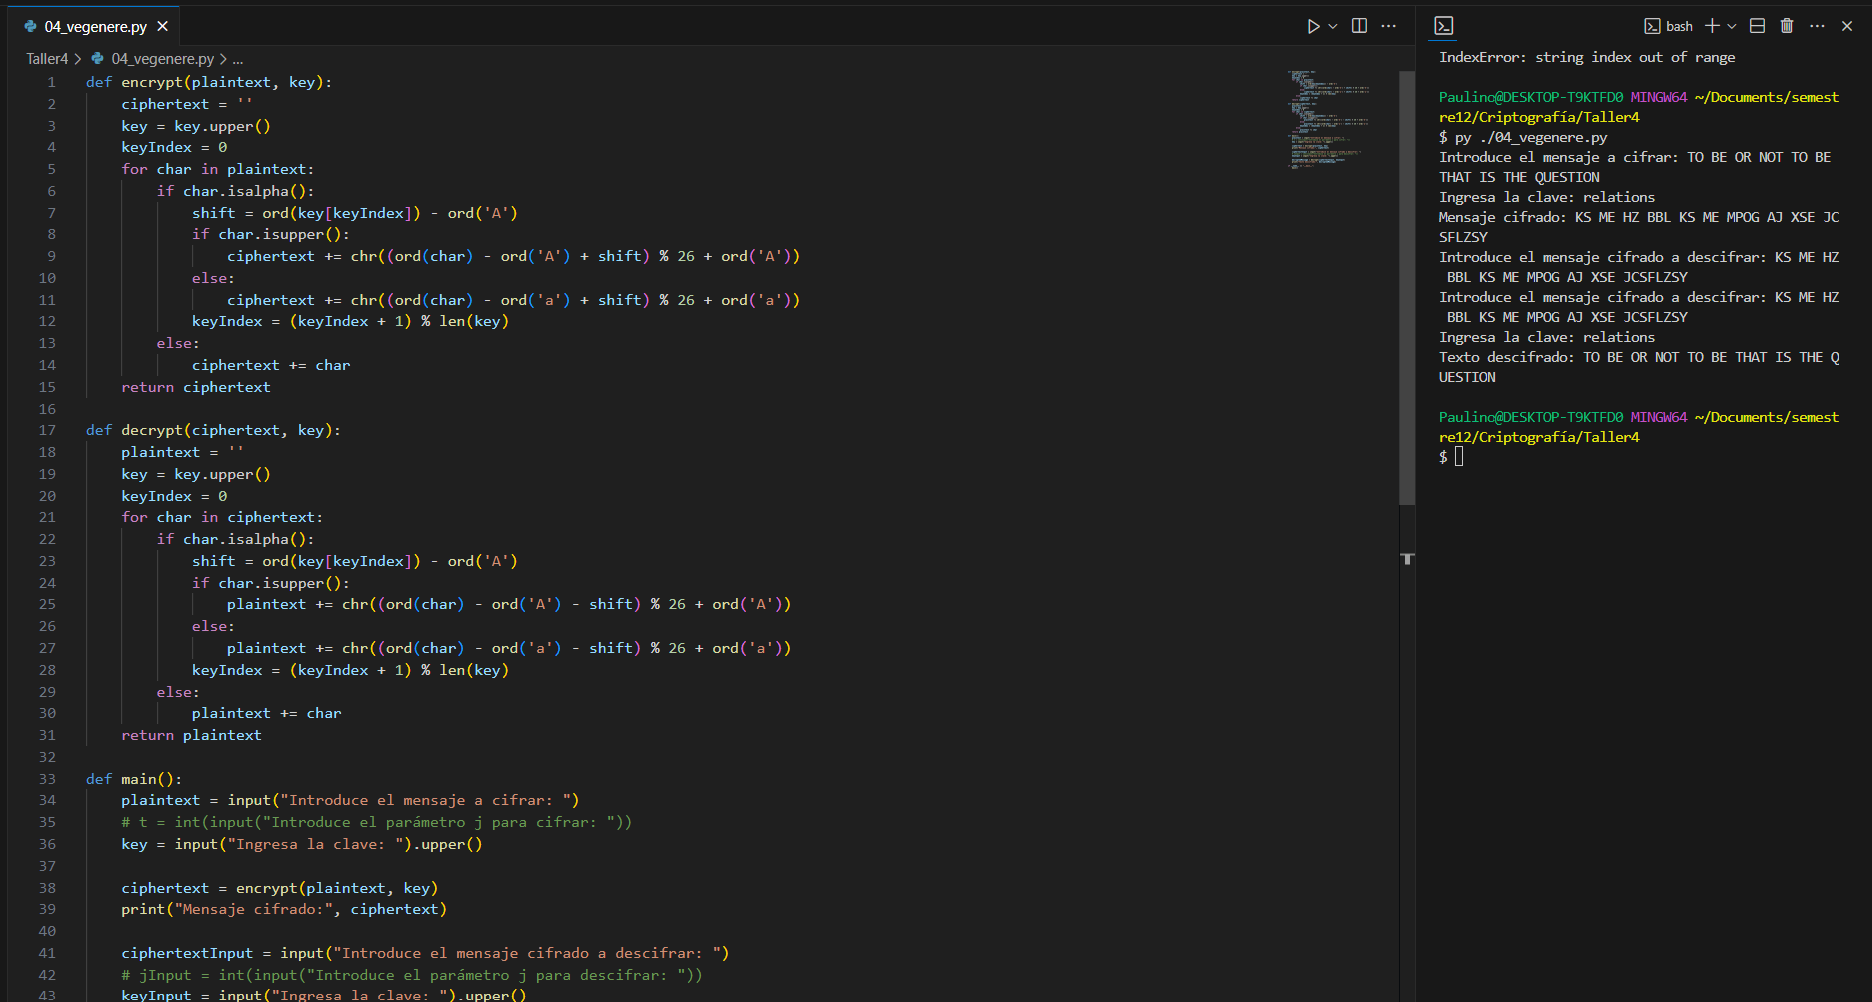 04_vegenere.py
Taller4 > 04_vegenere.py > ...
1 def encrypt(plaintext, key):
2     ciphertext = ''
3     key = key.upper()
4     keyIndex = 0
5     for char in plaintext:
6         if char.isalpha():
7             shift = ord(key[keyIndex]) - ord('A')
8             if char.isupper():
9                 ciphertext += chr((ord(char) - ord('A') + shift) % 26 + ord('A'))
10             else:
11                 ciphertext += chr((ord(char) - ord('a') + shift) % 26 + ord('a'))
12             keyIndex = (keyIndex + 1) % len(key)
13         else:
14             ciphertext += char
15     return ciphertext
16
17 def decrypt(ciphertext, key):
18     plaintext = ''
19     key = key.upper()
20     keyIndex = 0
21     for char in ciphertext:
22         if char.isalpha():
23             shift = ord(key[keyIndex]) - ord('A')
24             if char.isupper():
25                 plaintext += chr((ord(char) - ord('A') - shift) % 26 + ord('A'))
26             else:
27                 plaintext += chr((ord(char) - ord('a') - shift) % 26 + ord('a'))
28             keyIndex = (keyIndex + 1) % len(key)
29         else:
30             plaintext += char
31     return plaintext
32
33 def main():
34     plaintext = input("Introduce el mensaje a cifrar: ")
35     # t = int(input("Introduce el parámetro j para cifrar: "))
36     key = input("Ingresa la clave: ").upper()
37
38     ciphertext = encrypt(plaintext, key)
39     print("Mensaje cifrado:", ciphertext)
40
41     ciphertextInput = input("Introduce el mensaje cifrado a descifrar: ")
42     # jInput = int(input("Introduce el parámetro j para descifrar: "))
43     keyInput = input("Ingresa la clave: ").upper()
bash
IndexError: string index out of range
Paulino@DESKTOP-T9KTFD0 MINGW64 ~/Documents/semest
re12/Criptografía/Taller4
$ py ./04_vegenere.py
Introduce el mensaje a cifrar: TO BE OR NOT TO BE
THAT IS THE QUESTION
Ingresa la clave: relations
Mensaje cifrado: KS ME HZ BBL KS ME MPOG AJ XSE JC
SFLZSY
Introduce el mensaje cifrado a descifrar: KS ME HZ
 BBL KS ME MPOG AJ XSE JCSFLZSY
Introduce el mensaje cifrado a descifrar: KS ME HZ
 BBL KS ME MPOG AJ XSE JCSFLZSY
Ingresa la clave: relations
Texto descifrado: TO BE OR NOT TO BE THAT IS THE Q
UESTION
Paulino@DESKTOP-T9KTFD0 MINGW64 ~/Documents/semest
re12/Criptografía/Taller4
$